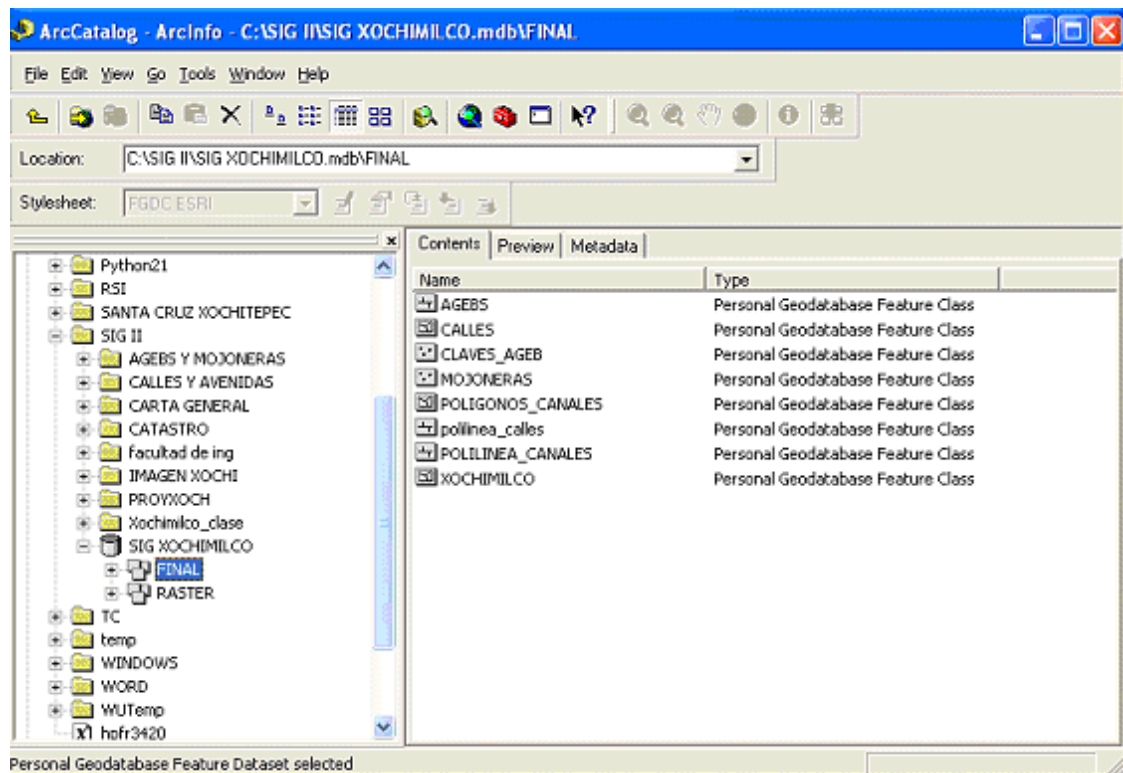 ArcCatalog - ArcInfo - C:\SIG II\SIG XOCHIMILCO.mdb\FINAL
File Edit View Go Tools Window Help
Location: C:\SIG II\SIG XOCHIMILCO.mdb\FINAL
Stylesheet: FGDC ESRI
Python21
RSI
SANTA CRUZ XOCHITEPEC
SIG II
AGEBS Y MOJONERAS
CALLES Y AVENIDAS
CARTA GENERAL
CATASTRO
facultad de ing
IMAGEN XOCHI
PROYXOCH
Xochimilco_clase
SIG XOCHIMILCO
FINAL
RASTER
TC
temp
WINDOWS
WORD
WUTemp
hpfr3420
Contents Preview Metadata
Name Type
AGEBS Personal Geodatabase Feature Class
CALLES Personal Geodatabase Feature Class
CLAVES_AGEB Personal Geodatabase Feature Class
MOJONERAS Personal Geodatabase Feature Class
POLIGONOS_CANALES Personal Geodatabase Feature Class
polilinea_calles Personal Geodatabase Feature Class
POLILINEA_CANALES Personal Geodatabase Feature Class
XOCHIMILCO Personal Geodatabase Feature Class
Personal Geodatabase Feature Dataset selected